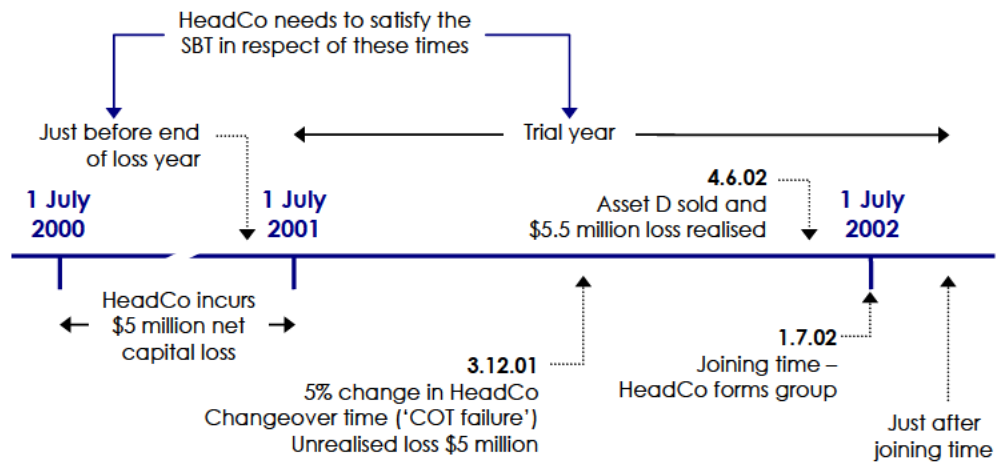 HeadCo needs to satisfy the
SBT in respect of these times
Just before end
of loss year
Trial year
1 July
2000
1 July
2001
4.6.02
Asset D sold and
$5.5 million loss realised
1 July
2002
HeadCo incurs
$5 million net
capital loss
3.12.01
5% change in HeadCo
Changeover time (‘COT failure’)
Unrealised loss $5 million
1.7.02
Joining time –
HeadCo forms group
Just after
joining time